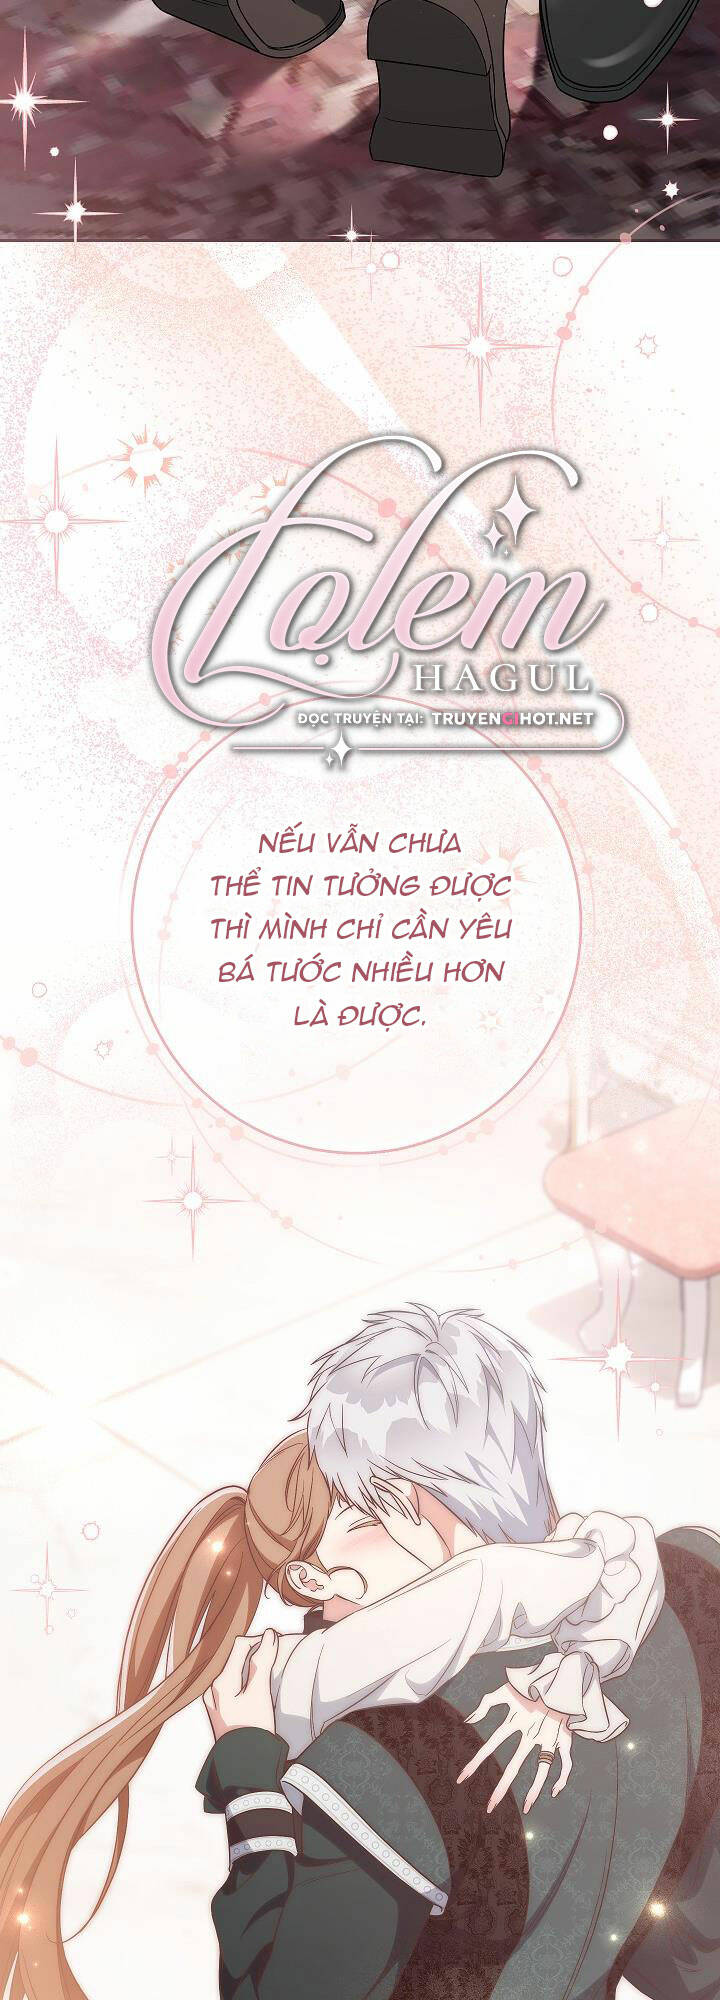 Lọlem
HAGUL
ĐỌC TRUYỆN TẠI: TRUYENGIHOT.NET
NẾU VẪN CHƯA
THỂ TIN TƯỞNG ĐƯỢC
THÌ MÌNH CHỈ CẦN YÊU
BÁ TƯỚC NHIỀU HƠN
LÀ ĐƯỢC.